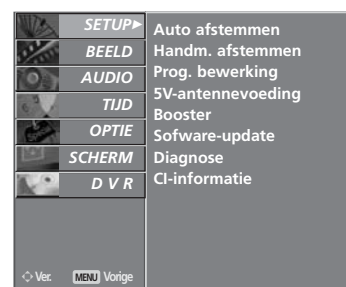 SETUP
BEELD
AUDIO
TIJD
OPTIE
SCHERM
D V R
Auto afstemmen
Handm. afstemmen
Prog. bewerking
5V-antennevoeding
Booster
Sofware-update
Diagnose
CI-informatie
Ver. MENU Vorige